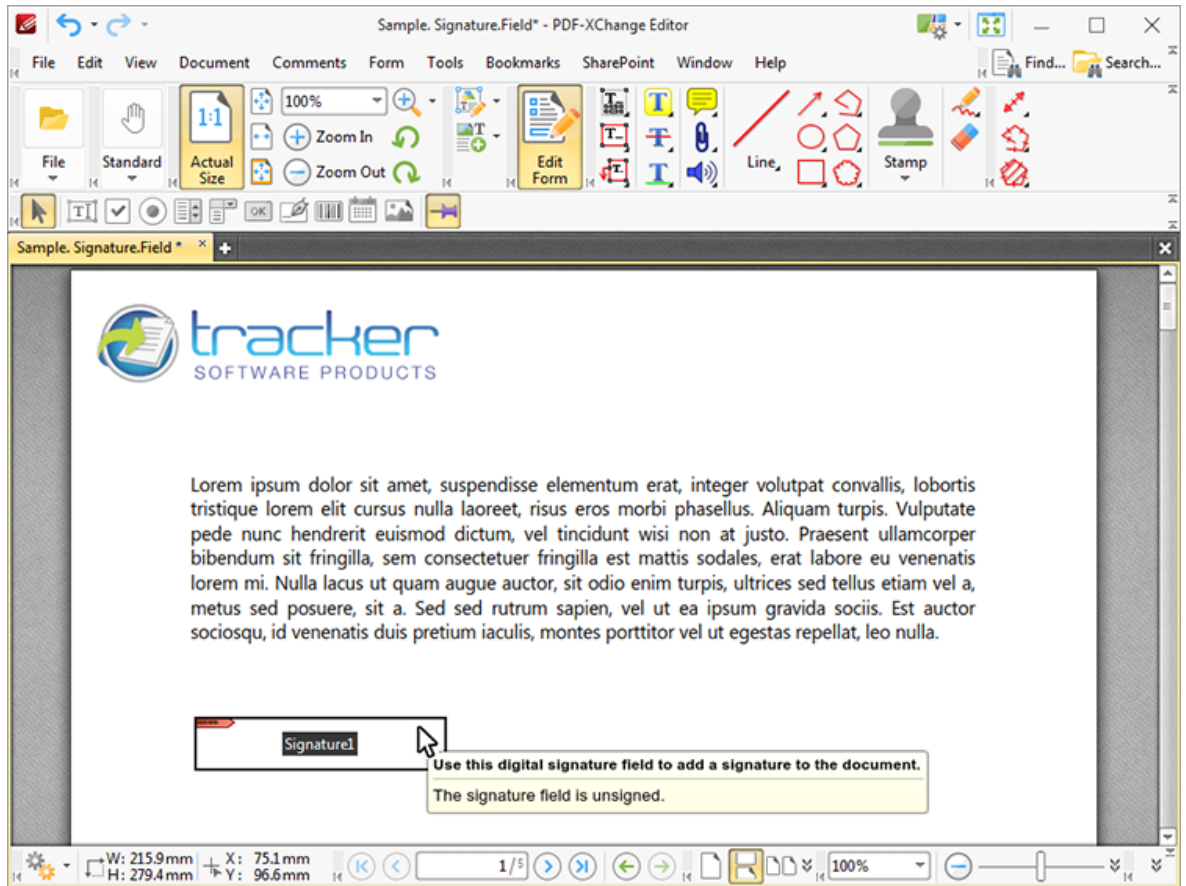 Sample. Signature.Field* - PDF-XChange Editor
File Edit View Document Comments Form Tools Bookmarks SharePoint Window Help Find... Search...
File
Standard
1:1
Actual
Size
100%
Zoom In
Zoom Out
Edit
Form
Line
Stamp
OK
Sample. Signature.Field *
tracker
SOFTWARE PRODUCTS
Lorem ipsum dolor sit amet, suspendisse elementum erat, integer volutpat convallis, lobortis
tristique lorem elit cursus nulla laoreet, risus eros morbi phasellus. Aliquam turpis. Vulputate
pede nunc hendrerit euismod dictum, vel tincidunt wisi non at justo. Praesent ullamcorper
bibendum sit fringilla, sem consectetuer fringilla est mattis sodales, erat labore eu venenatis
lorem mi. Nulla lacus ut quam augue auctor, sit odio enim turpis, ultrices sed tellus etiam vel a,
metus sed posuere, sit a. Sed sed rutrum sapien, vel ut ea ipsum gravida sociis. Est auctor
sociosqu, id venenatis duis pretium iaculis, montes porttitor vel ut egestas repellat, leo nulla.
Signature1
Use this digital signature field to add a signature to the document.
The signature field is unsigned.
W: 215.9 mm X: 75.1 mm
H: 279.4 mm Y: 96.6 mm
1/5
100%